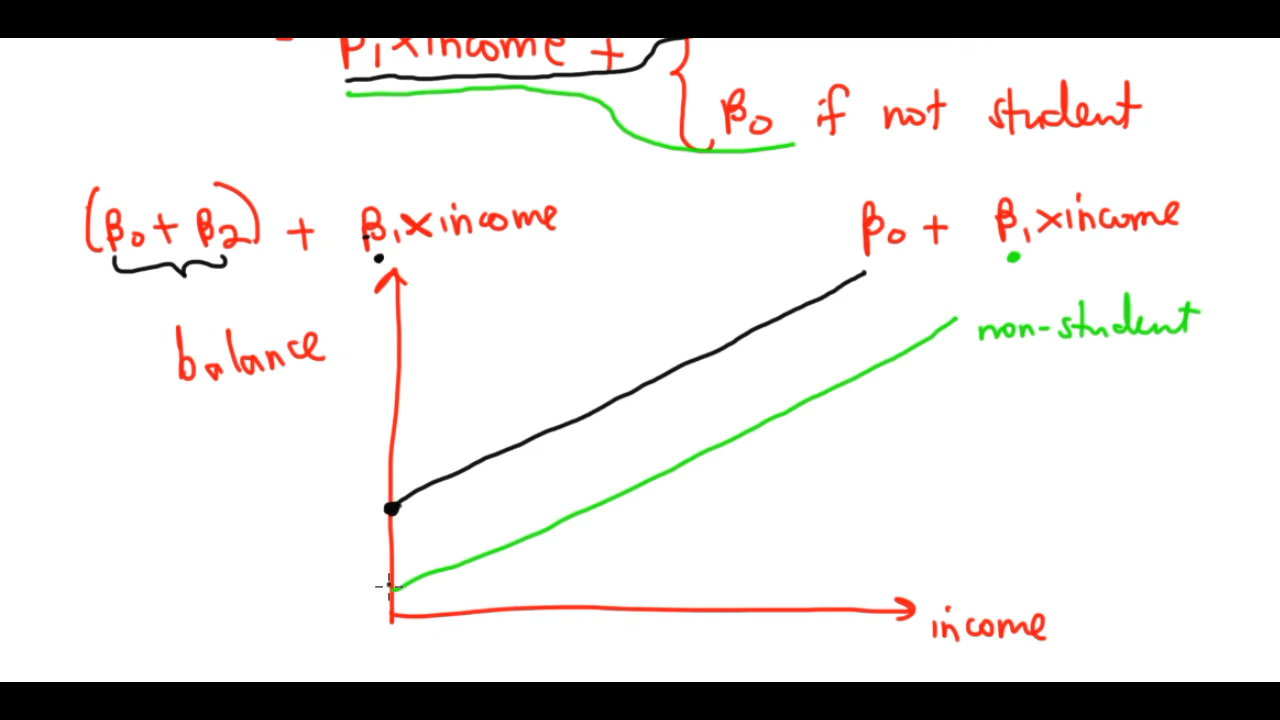 β₁ × income +
β₀ if not student
(β₀ + β₂) + β₁ × income
β₀ + β₁ × income
non-student
balance
income